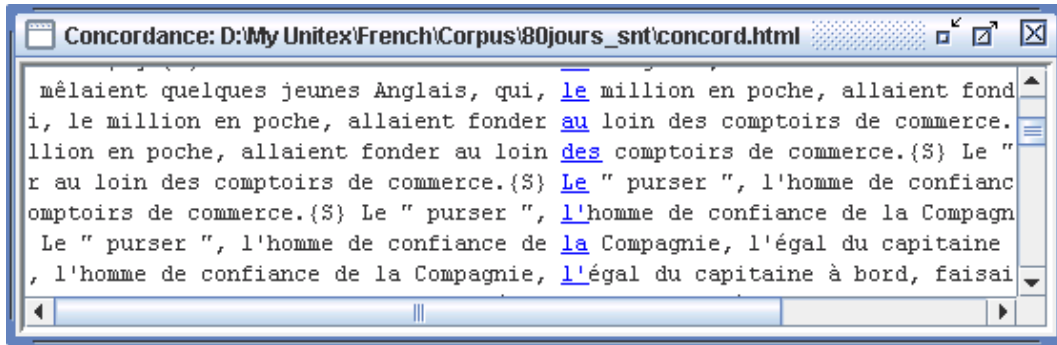 Concordance: D:\My Unitex\French\Corpus\80jours_snt\concord.html
mêlaient quelques jeunes Anglais, qui, le million en poche, allaient fond
i, le million en poche, allaient fonder au loin des comptoirs de commerce.
llion en poche, allaient fonder au loin des comptoirs de commerce.{S} Le "
r au loin des comptoirs de commerce.{S} Le " purser ", l'homme de confianc
omptoirs de commerce.{S} Le " purser ", l'homme de confiance de la Compagn
Le " purser ", l'homme de confiance de la Compagnie, l'égal du capitaine
, l'homme de confiance de la Compagnie, l'égal du capitaine à bord, faisai